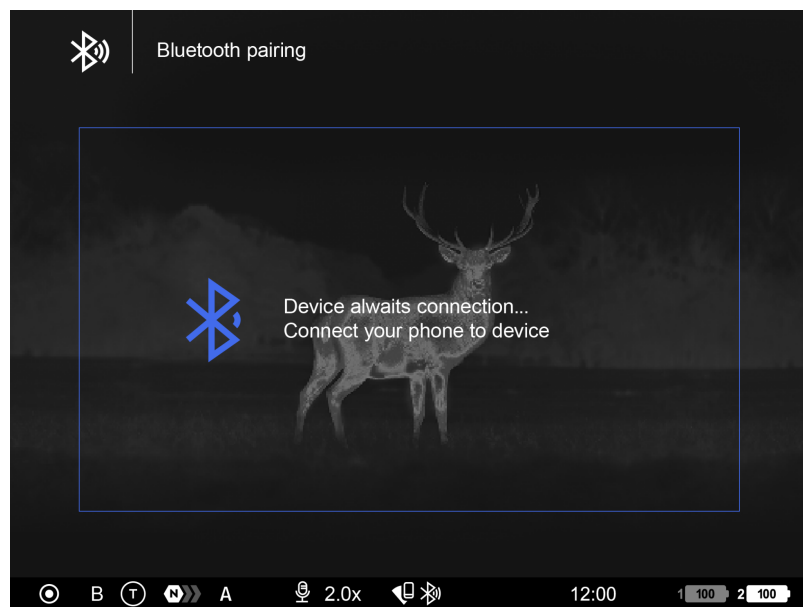 Bluetooth pairing
Device alwaits connection...
Connect your phone to device
B T N A 2.0x 12:00 1 100 2 100